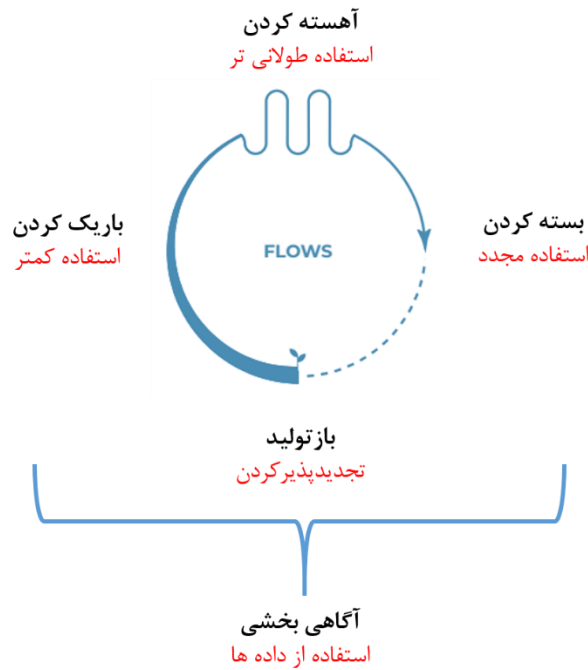 آهسته کردن
استفاده طولانی تر
باریک کردن
استفاده کمتر
FLOWS
بسته کردن
استفاده مجدد
بازتولید
تجدیدپذیرکردن
آگاهی بخشی
استفاده از داده ها